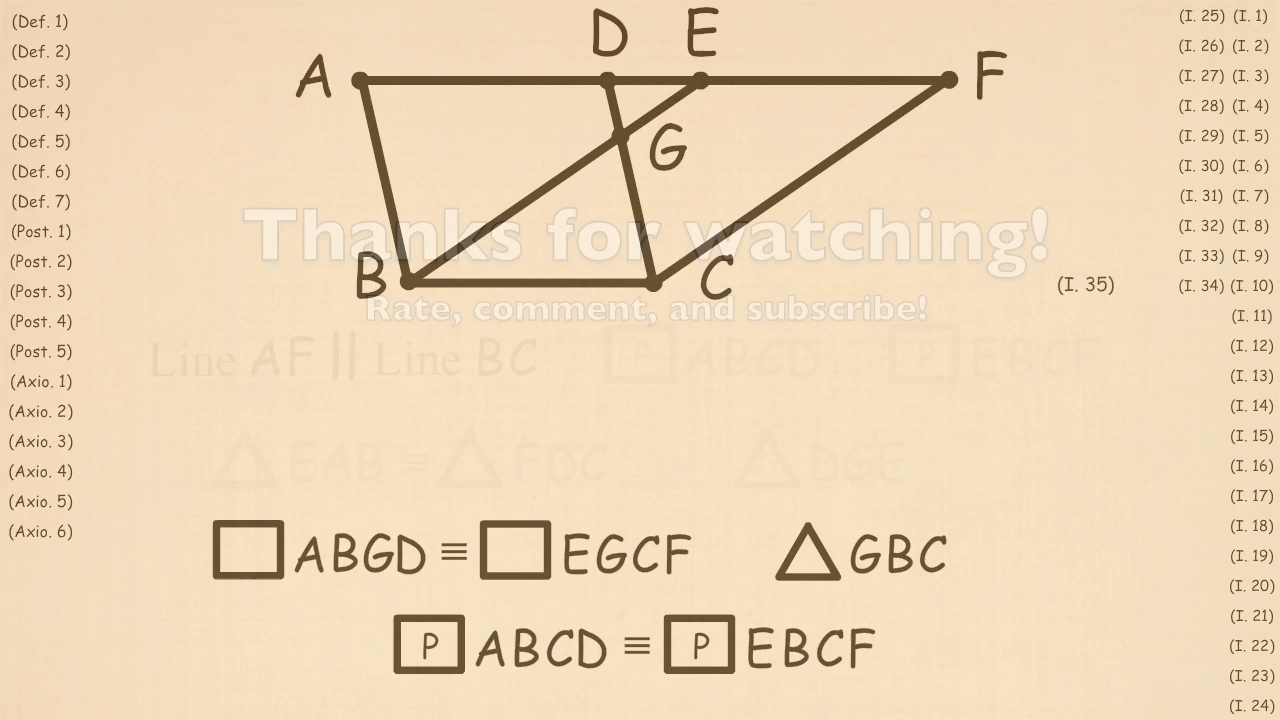 (Def. 1)
(Def. 2)
(Def. 3)
(Def. 4)
(Def. 5)
(Def. 6)
(Def. 7)
(Post. 1)
(Post. 2)
(Post. 3)
(Post. 4)
(Post. 5)
(Axio. 1)
(Axio. 2)
(Axio. 3)
(Axio. 4)
(Axio. 5)
(Axio. 6)
D E
A F
G
B C
Thanks for watching!
Rate, comment, and subscribe!
Line AF || Line BC P ABCD P EBCF
△ EAB ≡ △ FDC △ DGE
□ ABGD ≡ □ EGCF △ GBC
P ABCD ≡ P EBCF
(I. 35)
(I. 25) (I. 1)
(I. 26) (I. 2)
(I. 27) (I. 3)
(I. 28) (I. 4)
(I. 29) (I. 5)
(I. 30) (I. 6)
(I. 31) (I. 7)
(I. 32) (I. 8)
(I. 33) (I. 9)
(I. 34) (I. 10)
(I. 11)
(I. 12)
(I. 13)
(I. 14)
(I. 15)
(I. 16)
(I. 17)
(I. 18)
(I. 19)
(I. 20)
(I. 21)
(I. 22)
(I. 23)
(I. 24)